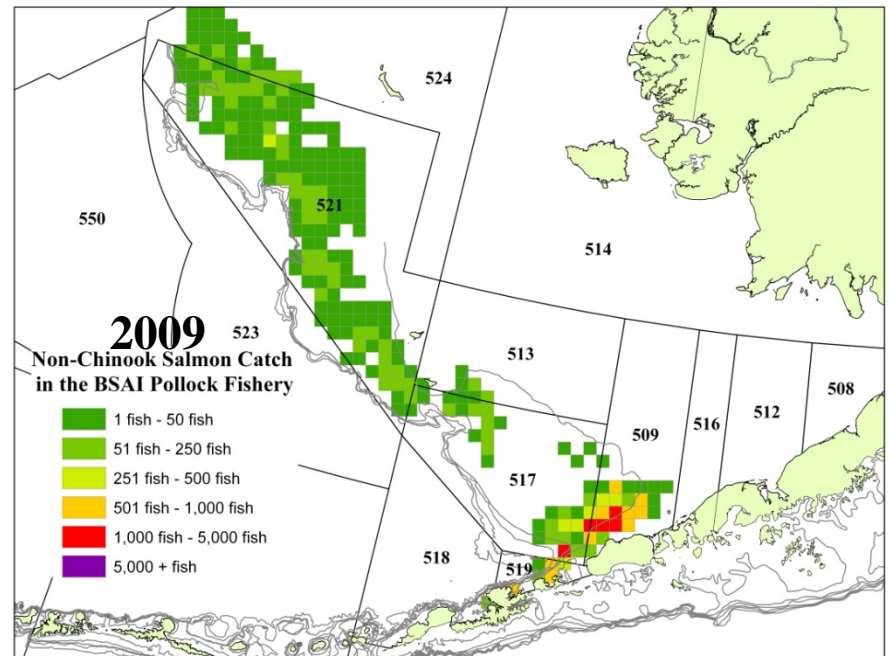 524
521
514
550
2009
523
Non-Chinook Salmon Catch
in the BSAI Pollock Fishery
513
508
1 fish - 50 fish
51 fish - 250 fish
251 fish - 500 fish
501 fish - 1,000 fish
1,000 fish - 5,000 fish
5,000 + fish
509
516
512
517
518
519